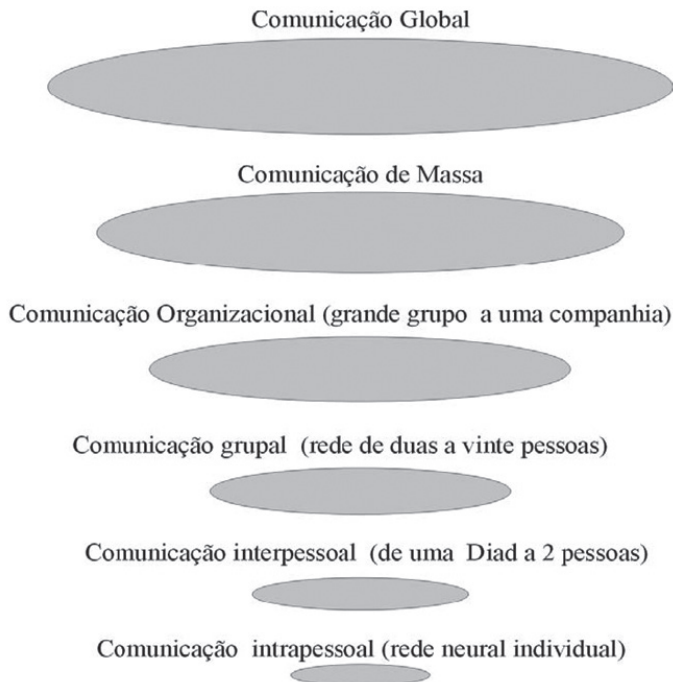 Comunicação Global
Comunicação de Massa
Comunicação Organizacional (grande grupo a uma companhia)
Comunicação grupal (rede de duas a vinte pessoas)
Comunicação interpessoal (de uma Diad a 2 pessoas)
Comunicação intrapessoal (rede neural individual)